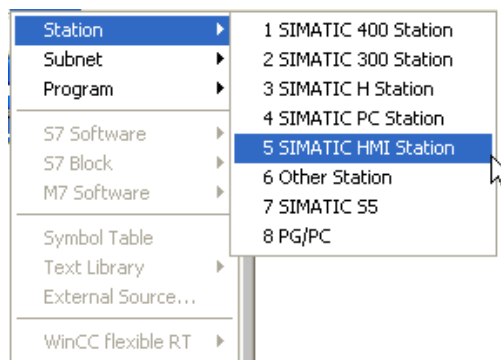 Station
Subnet
Program
S7 Software
S7 Block
M7 Software
Symbol Table
Text Library
External Source...
WinCC flexible RT
1 SIMATIC 400 Station
2 SIMATIC 300 Station
3 SIMATIC H Station
4 SIMATIC PC Station
5 SIMATIC HMI Station
6 Other Station
7 SIMATIC S5
8 PG/PC